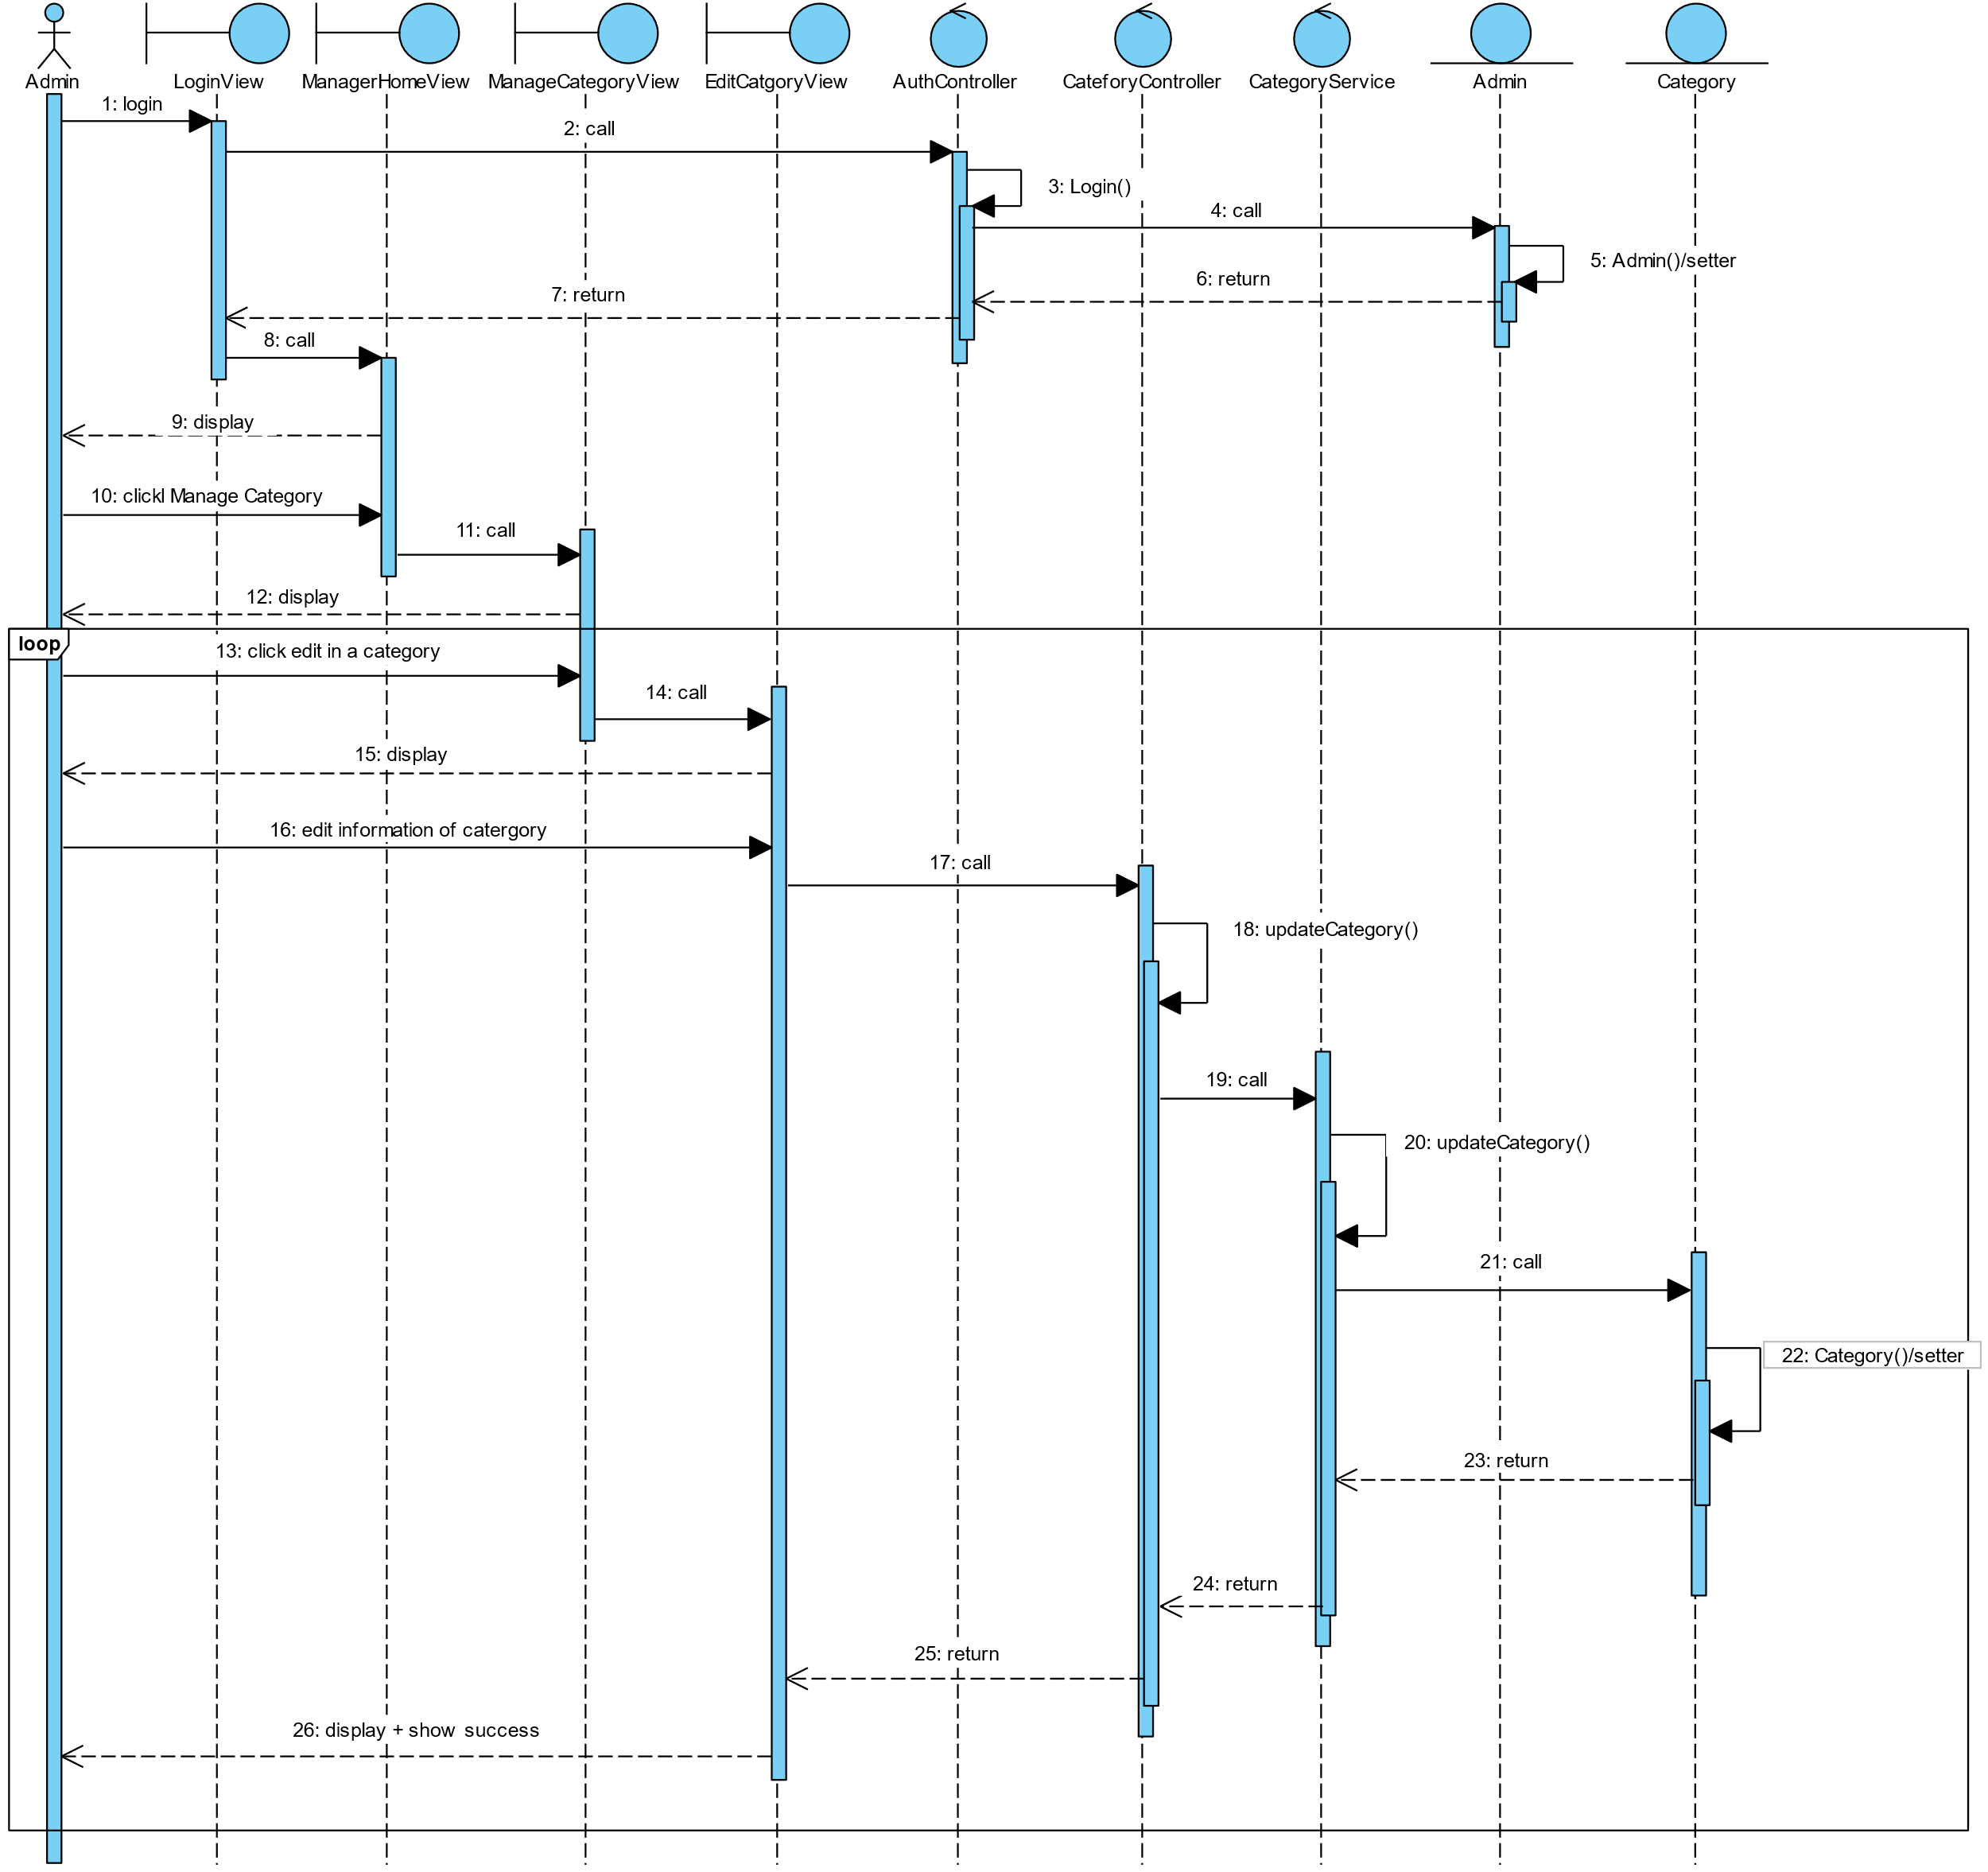 Admin
LoginView
ManagerHomeView
ManageCategoryView
EditCatgoryView
AuthController
CateforyController
CategoryService
Admin
Category
1: login
2: call
3: Login()
4: call
5: Admin()/setter
6: return
7: return
8: call
9: display
10: clickl Manage Category
11: call
12: display
loop
13: click edit in a category
14: call
15: display
16: edit information of catergory
17: call
18: updateCategory()
19: call
20: updateCategory()
21: call
22: Category()/setter
23: return
24: return
25: return
26: display + show success